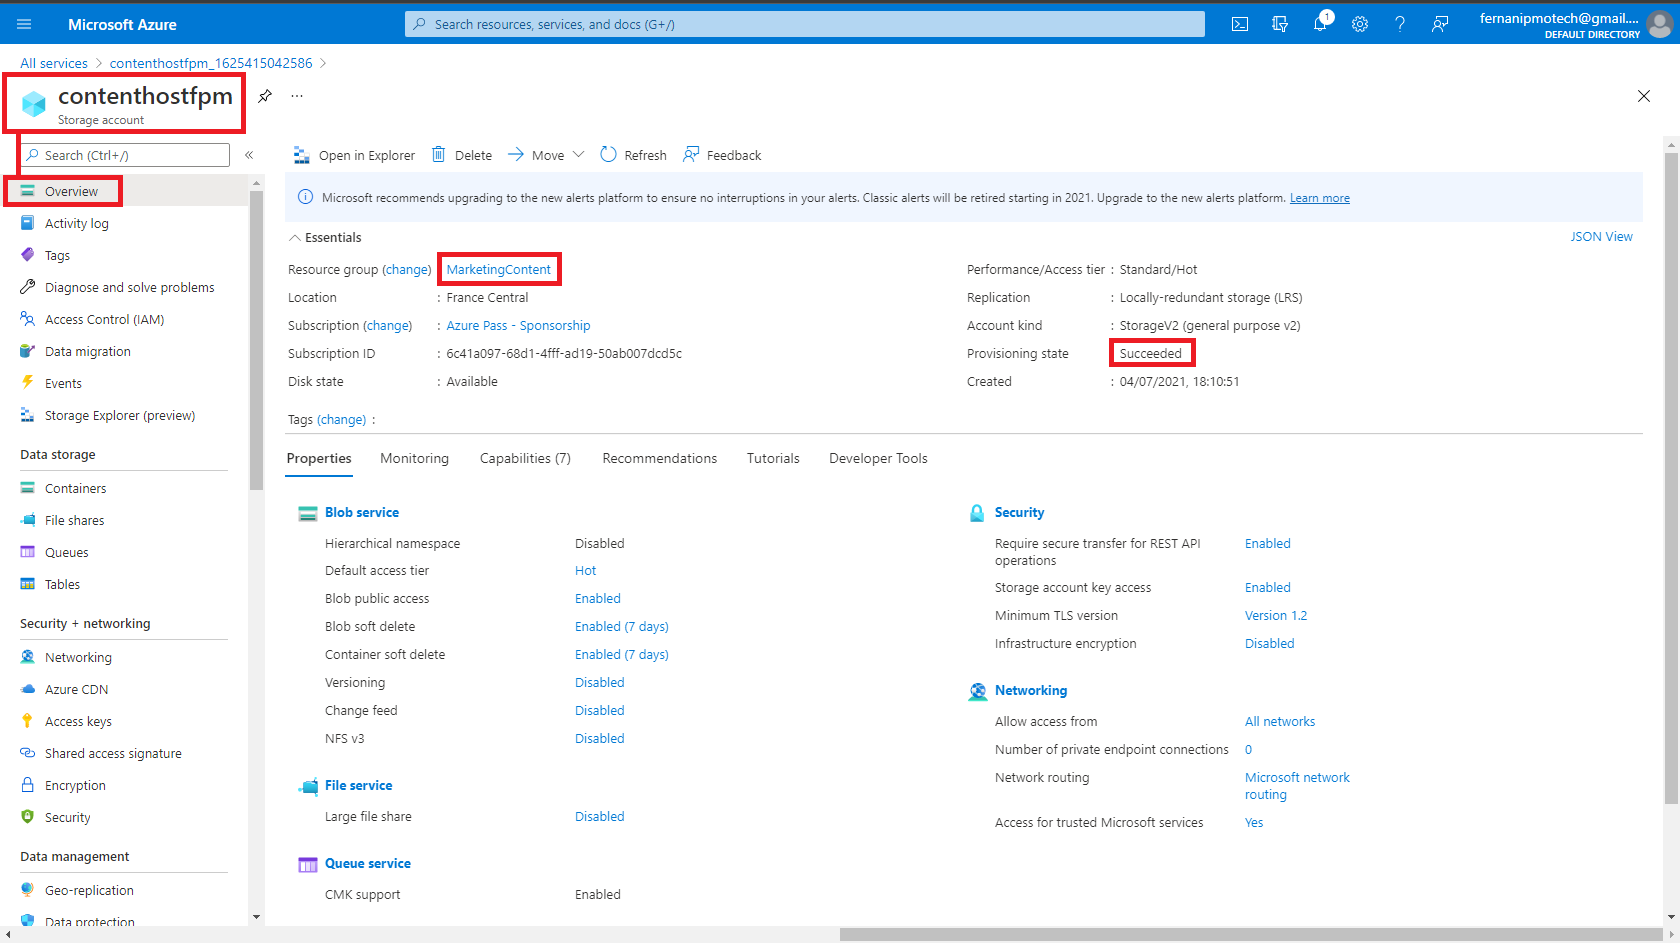 Microsoft Azure
Search resources, services, and docs (G+/)
1
fernanipmotech@gmail....
DEFAULT DIRECTORY
All services > contenthostfpm_1625415042586 >
contenthostfpm
Storage account
...
Search (Ctrl+/)
«
Overview
Activity log
Tags
Diagnose and solve problems
Access Control (IAM)
Data migration
Events
Storage Explorer (preview)
Data storage
Containers
File shares
Queues
Tables
Security + networking
Networking
Azure CDN
Access keys
Shared access signature
Encryption
Security
Data management
Geo-replication
Data protection
Open in Explorer Delete Move Refresh Feedback
Microsoft recommends upgrading to the new alerts platform to ensure no interruptions in your alerts. Classic alerts will be retired starting in 2021. Upgrade to the new alerts platform. Learn more
Essentials
JSON View
Resource group (change) MarketingContent
Location : France Central
Subscription (change) : Azure Pass - Sponsorship
Subscription ID : 6c41a097-68d1-4fff-ad19-50ab007dcd5c
Disk state : Available
Performance/Access tier : Standard/Hot
Replication : Locally-redundant storage (LRS)
Account kind : StorageV2 (general purpose v2)
Provisioning state Succeeded
Created : 04/07/2021, 18:10:51
Tags (change) :
Properties Monitoring Capabilities (7) Recommendations Tutorials Developer Tools
Blob service
Hierarchical namespace Disabled
Default access tier Hot
Blob public access Enabled
Blob soft delete Enabled (7 days)
Container soft delete Enabled (7 days)
Versioning Disabled
Change feed Disabled
NFS v3 Disabled
File service
Large file share Disabled
Queue service
CMK support Enabled
Security
Require secure transfer for REST API Enabled
operations
Storage account key access Enabled
Minimum TLS version Version 1.2
Infrastructure encryption Disabled
Networking
Allow access from All networks
Number of private endpoint connections 0
Network routing Microsoft network
routing
Access for trusted Microsoft services Yes